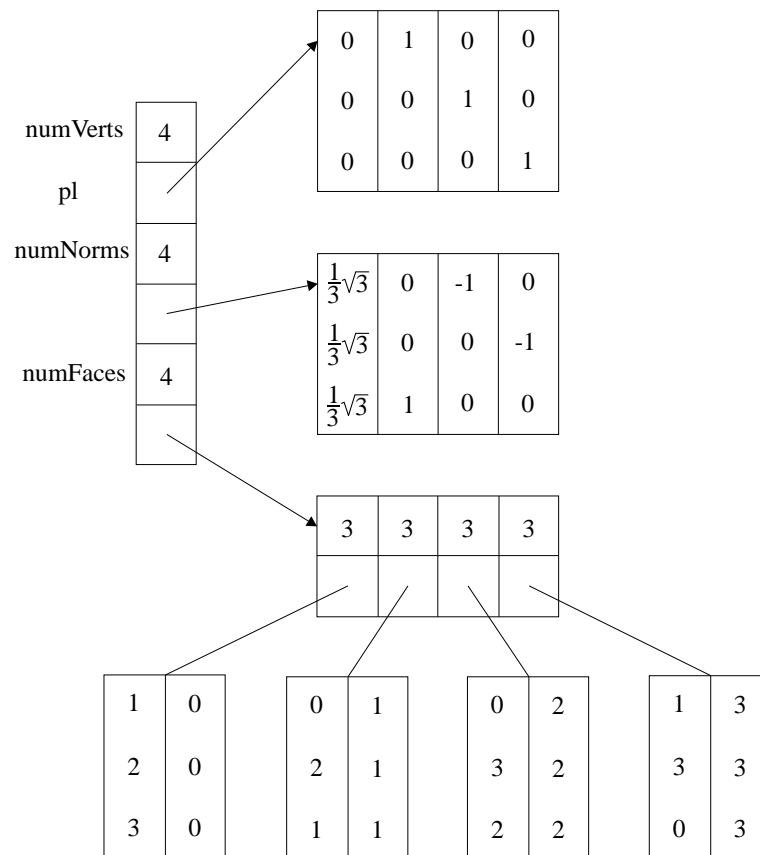 0 1 0 0
0 0 1 0
0 0 0 1
numVerts 4
pl
numNorms 4
numFaces 4
1/3√3 0 -1 0
1/3√3 0 0 -1
1/3√3 1 0 0
3 3 3 3
1 0
2 0
3 0
0 1
2 1
1 1
0 2
3 2
2 2
1 3
3 3
0 3